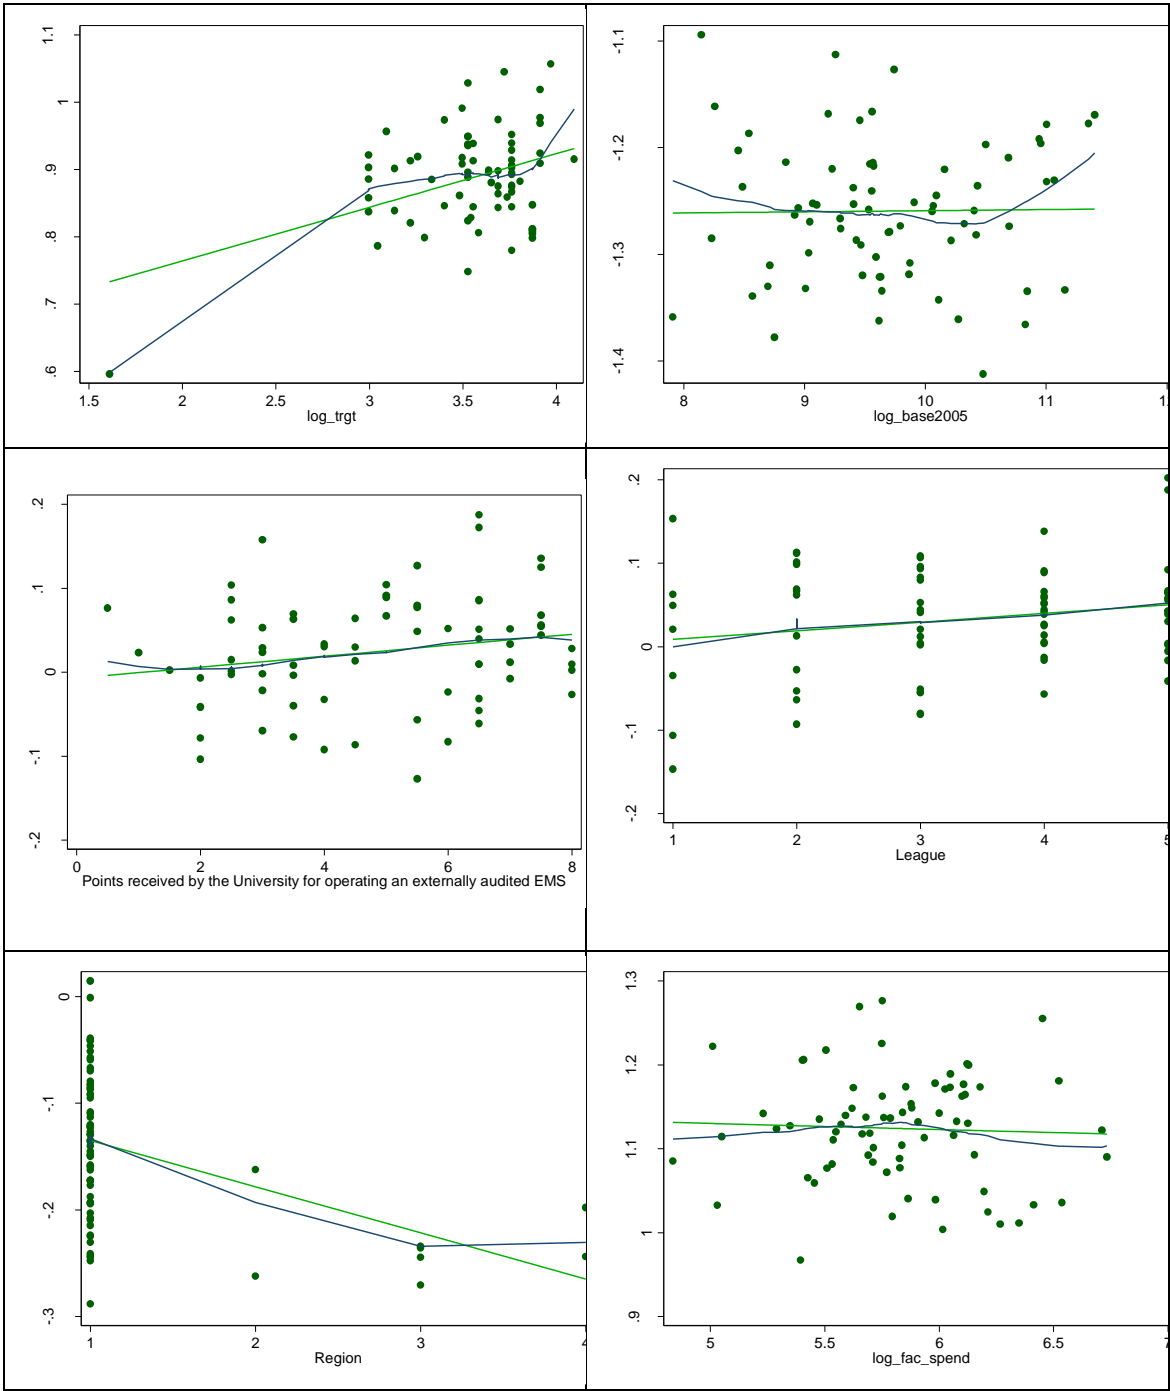 1.1
1
.9
.8
.7
.6
1.5 2 2.5 3 3.5 4
log_trgt
-1.1
-1.2
-1.3
-1.4
8 9 10 11
log_base2005
.2
.1
0
-.1
-.2
0 2 4 6 8
Points received by the University for operating an externally audited EMS
.2
.1
0
-.1
-.2
1 2 3 4 5
League
0
-.1
-.2
-.3
1 2 3 4
Region
1.3
1.2
1.1
1
.9
5 5.5 6 6.5 7
log_fac_spend